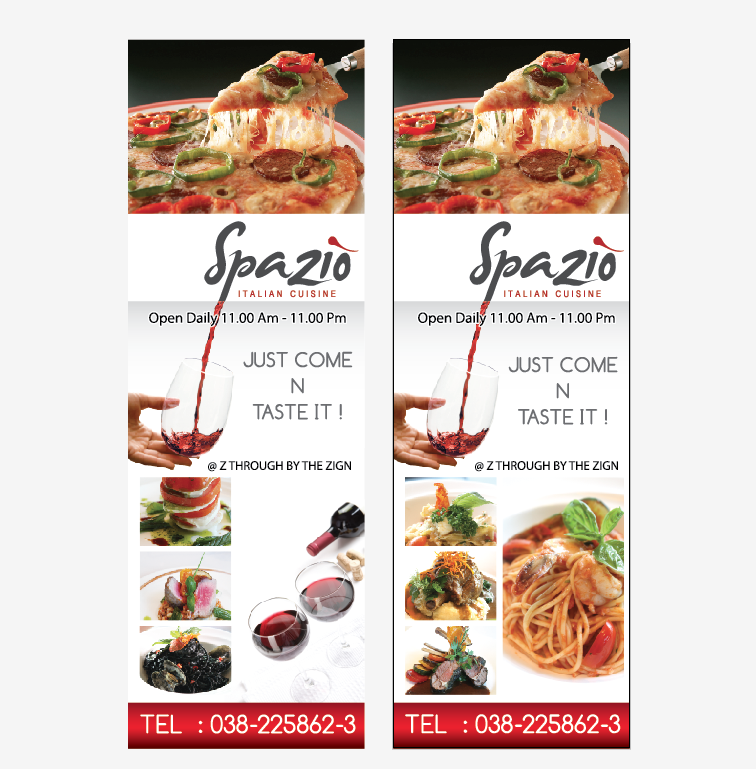 Spaziò
ITALIAN CUISINE
Open Daily 11.00 Am - 11.00 Pm
JUST COME
N
TASTE IT !
@ Z THROUGH BY THE ZIGN
TEL : 038-225862-3
Spaziò
ITALIAN CUISINE
Open Daily 11.00 Am - 11.00 Pm
JUST COME
N
TASTE IT !
@ Z THROUGH BY THE ZIGN
TEL : 038-225862-3